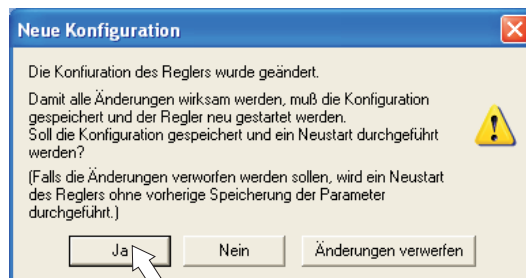 Neue Konfiguration
Die Konfiuration des Reglers wurde geändert.
Damit alle Änderungen wirksam werden, muß die Konfiguration
gespeichert und der Regler neu gestartet werden.
Soll die Konfiguration gespeichert und ein Neustart durchgeführt
werden?
(Falls die Änderungen verworfen werden sollen, wird ein Neustart
des Reglers ohne vorherige Speicherung der Parameter
durchgeführt.)
Ja Nein Änderungen verwerfen